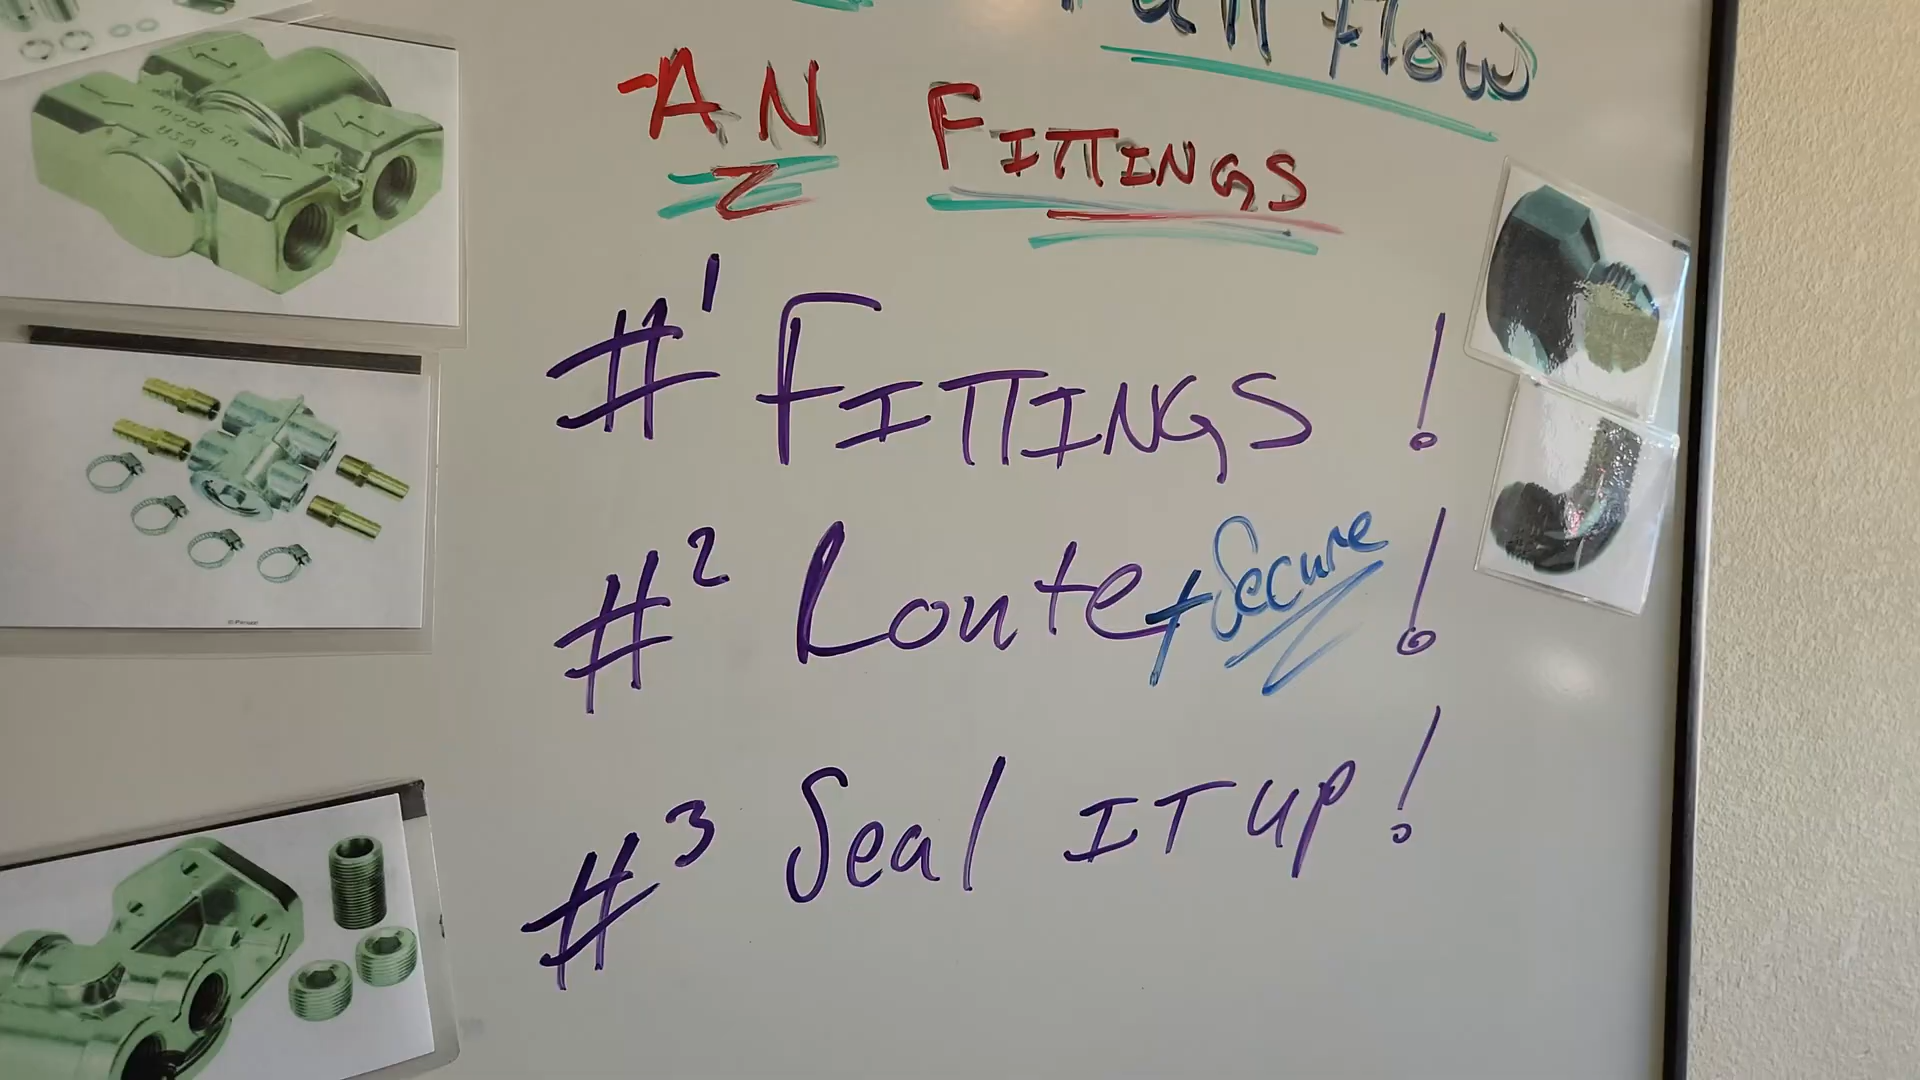 Full Flow
-AN FITTINGS
#1 FITTINGS !
#2 Route + Secure !
#3 Seal IT up!
made in
USA